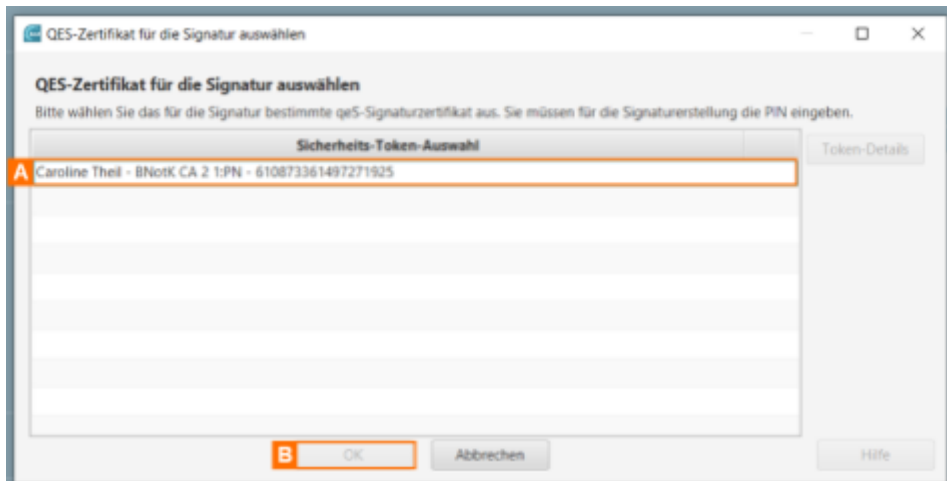 QES-Zertifikat für die Signatur auswählen
QES-Zertifikat für die Signatur auswählen
Bitte wählen Sie das für die Signatur bestimmte qeS-Signaturzertifikat aus. Sie müssen für die Signaturerstellung die PIN eingeben.
Sicherheits-Token-Auswahl
Token-Details
A Caroline Theil - BNotK CA 2 1:PN - 610873361497271925
B OK Abbrechen Hilfe